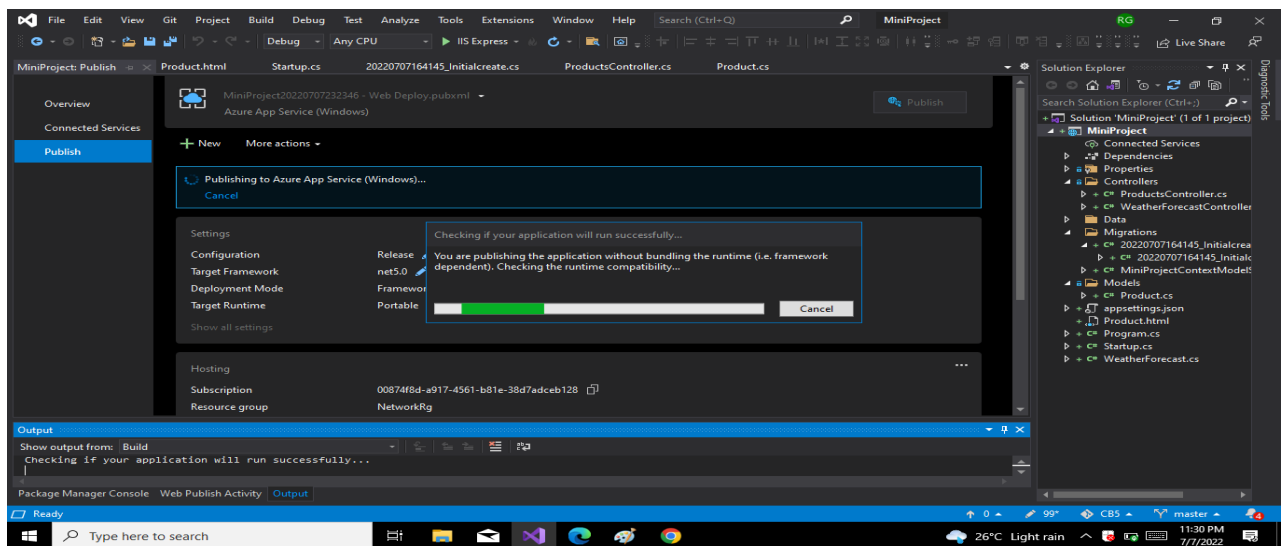 File Edit View Git Project Build Debug Test Analyze Tools Extensions Window Help Search (Ctrl+Q) MiniProject RG
Debug Any CPU IIS Express Live Share
MiniProject: Publish Product.html Startup.cs 20220707164145_Initialcreate.cs ProductsController.cs Product.cs
Overview
Connected Services
Publish
MiniProject20220707232346 - Web Deploy.pubxml
Azure App Service (Windows)
Publish
New More actions
Publishing to Azure App Service (Windows)...
Cancel
Settings
Configuration Release
Target Framework net5.0
Deployment Mode
Target Runtime Portable
Show all settings
Checking if your application will run successfully...
You are publishing the application without bundling the runtime (i.e. framework
dependent). Checking the runtime compatibility...
Cancel
Hosting
Subscription 00874f8d-a917-4561-b81e-38d7adceb128
Resource group NetworkRg
Solution Explorer
Search Solution Explorer (Ctrl+;)
Solution 'MiniProject' (1 of 1 project)
MiniProject
Connected Services
Dependencies
Properties
Controllers
C# ProductsController.cs
C# WeatherForecastController
Data
Migrations
C# 20220707164145_Initialcrea
C# 20220707164145_Initialc
C# MiniProjectContextModelS
Models
C# Product.cs
appsettings.json
Product.html
C# Program.cs
C# Startup.cs
C# WeatherForecast.cs
Diagnostic Tools
Output
Show output from: Build
Checking if your application will run successfully...
Package Manager Console Web Publish Activity Output
Ready 0 99+ CB5 master 4
Type here to search 26°C Light rain 11:30 PM
7/7/2022